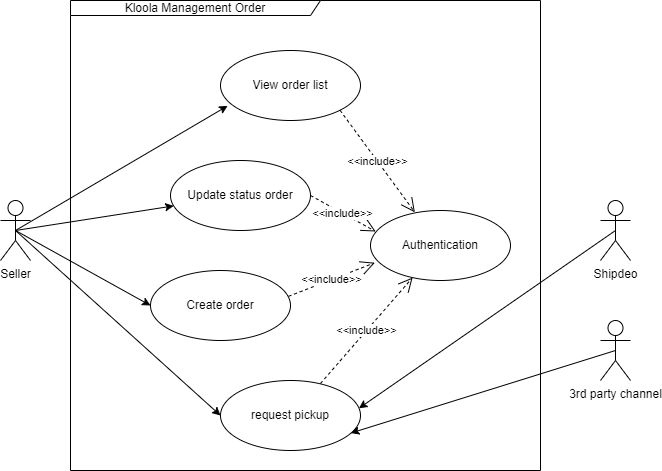 Kloola Management Order
View order list
<<include>>
Update status order
<<include>>
Authentication
Seller
Shipdeo
<<include>>
Create order
<<include>>
3rd party channel
request pickup